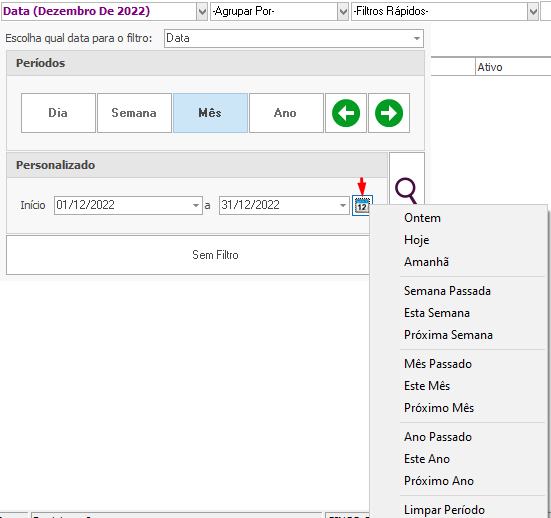 Data (Dezembro De 2022) -Agrupar Por- -Filtros Rápidos-
Escolha qual data para o filtro: Data
Períodos
Ativo
Dia Semana Mês Ano
Personalizado
Início 01/12/2022 a 31/12/2022 12
Sem Filtro
Ontem
Hoje
Amanhã
Semana Passada
Esta Semana
Próxima Semana
Mês Passado
Este Mês
Próximo Mês
Ano Passado
Este Ano
Próximo Ano
Limpar Período